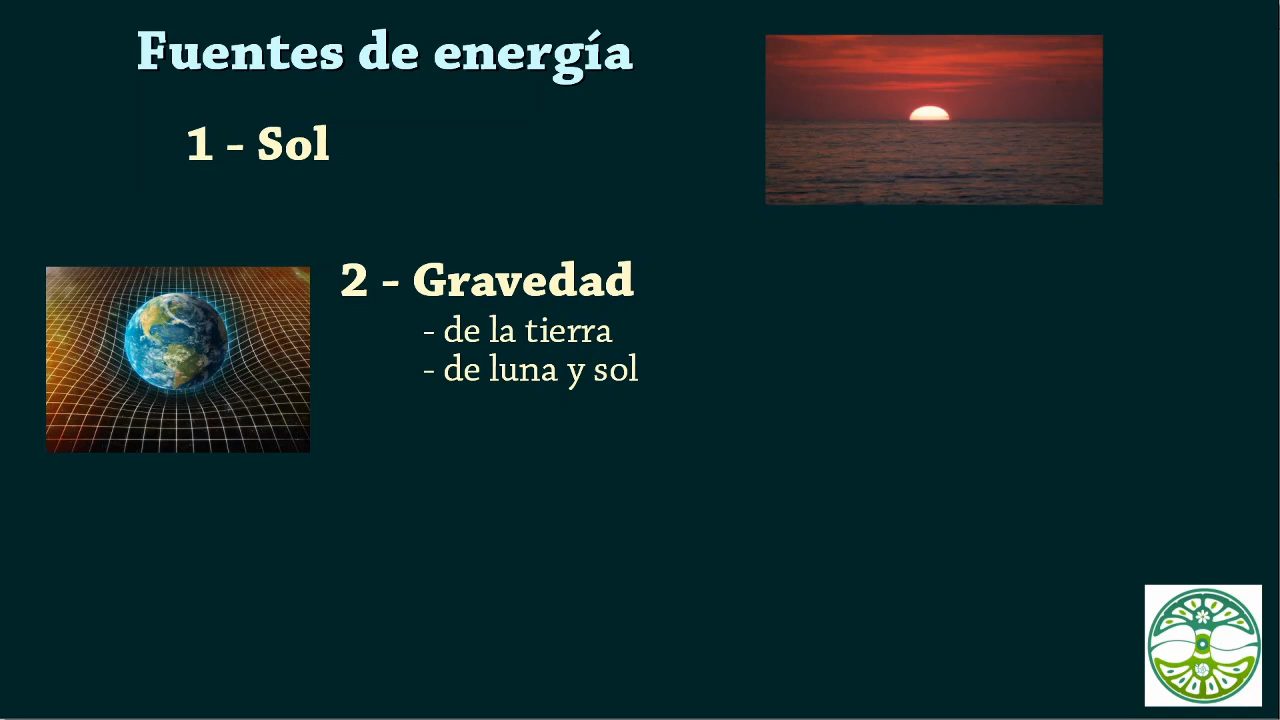 Fuentes de energía
1 - Sol
2 - Gravedad
- de la tierra
- de luna y sol